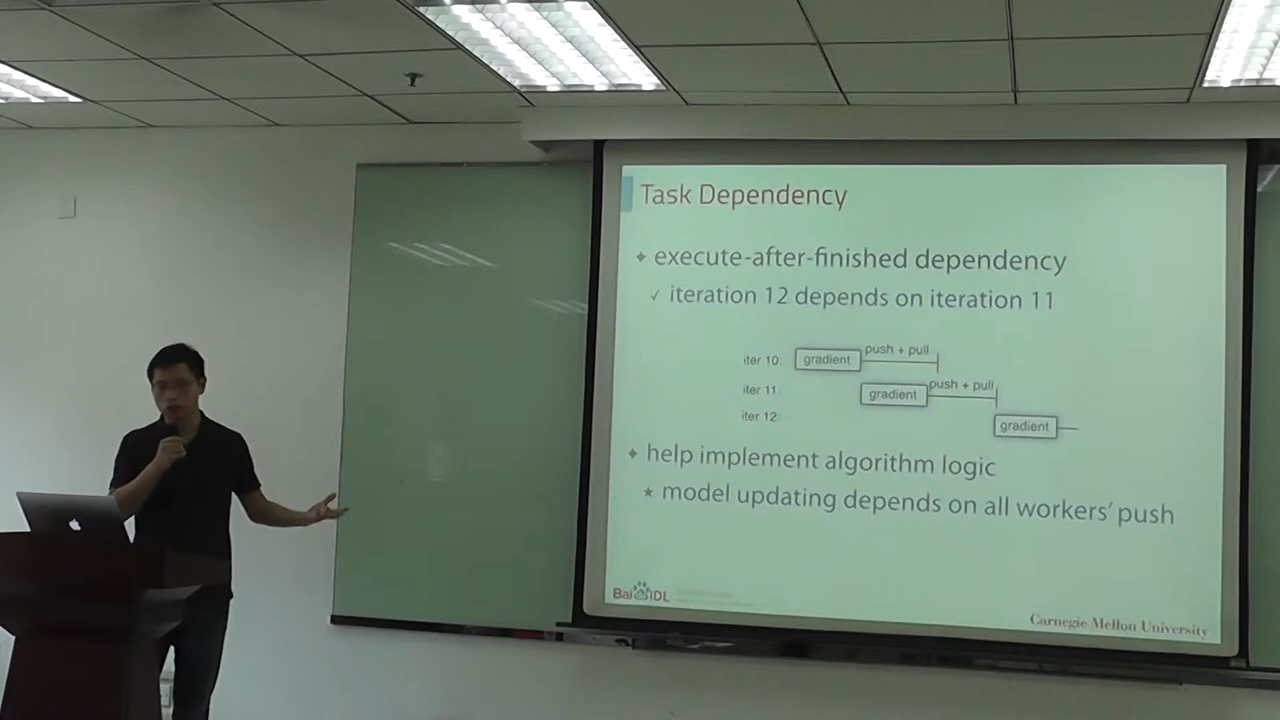 Task Dependency
execute-after-finished dependency
✓ iteration 12 depends on iteration 11
iter 10: gradient push + pull
iter 11 gradient push + pull
iter 12: gradient
help implement algorithm logic
★ model updating depends on all workers' push
Bai IDL
Carnegie Mellon University